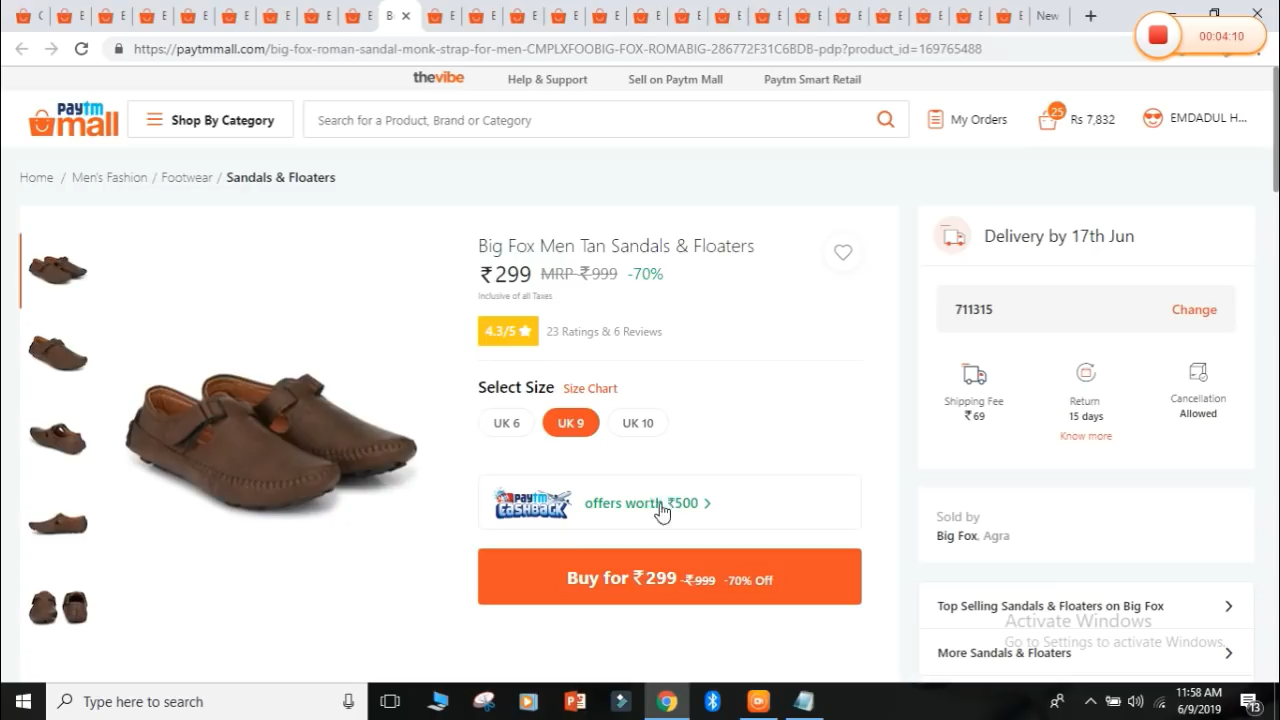 New
00:04:10
https://paytmmall.com/big-fox-roman-sandal-monk-strap-for-men-CMPLXFOOBIG-FOX-ROMABIG-286772F31C6BDB-pdp?product_id=169765488
thevibe
Help & Support
Sell on Paytm Mall
Paytm Smart Retail
paytm
mall
Shop By Category
Search for a Product, Brand or Category
My Orders
25
Rs 7,832
EMDADUL H...
Home / Men's Fashion / Footwear / Sandals & Floaters
Big Fox Men Tan Sandals & Floaters
₹299 MRP ₹999 -70%
Inclusive of all Taxes
4.3/5 ★ 23 Ratings & 6 Reviews
Select Size Size Chart
UK 6
UK 9
UK 10
paytm
CASHBACK
offers worth ₹500 >
Buy for ₹299 ₹999 -70% Off
Delivery by 17th Jun
711315
Change
Shipping Fee
₹69
Return
15 days
Know more
Cancellation
Allowed
Sold by
Big Fox, Agra
Top Selling Sandals & Floaters on Big Fox
More Sandals & Floaters
Activate Windows
Go to Settings to activate Windows.
Type here to search
11:58 AM
6/9/2019
13